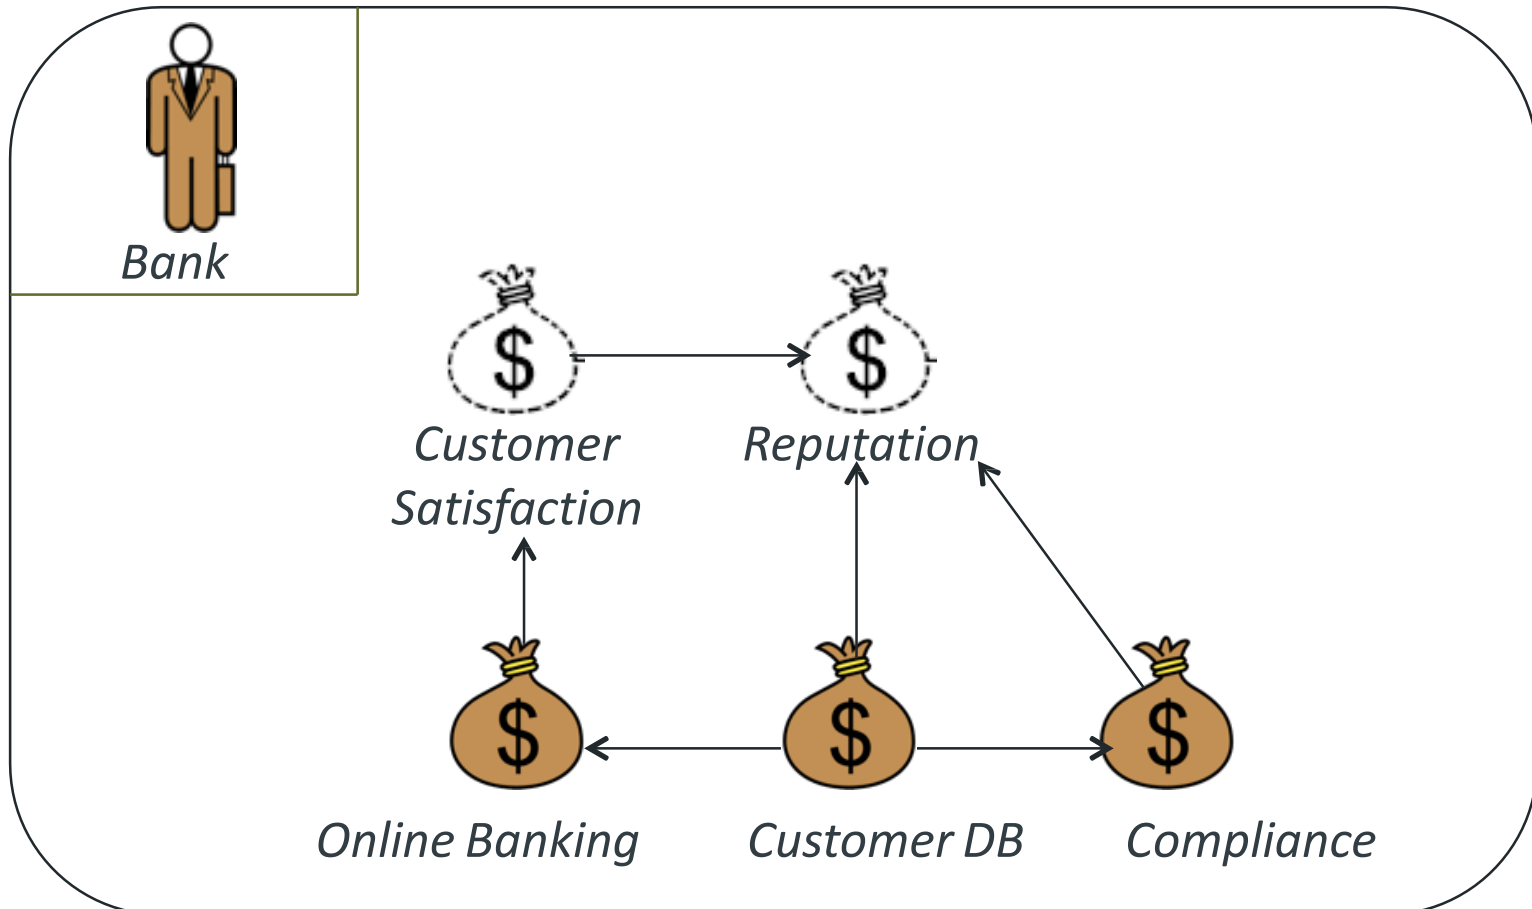 Bank
$
$
Customer
Satisfaction
Reputation
$
$
$
Online Banking
Customer DB
Compliance